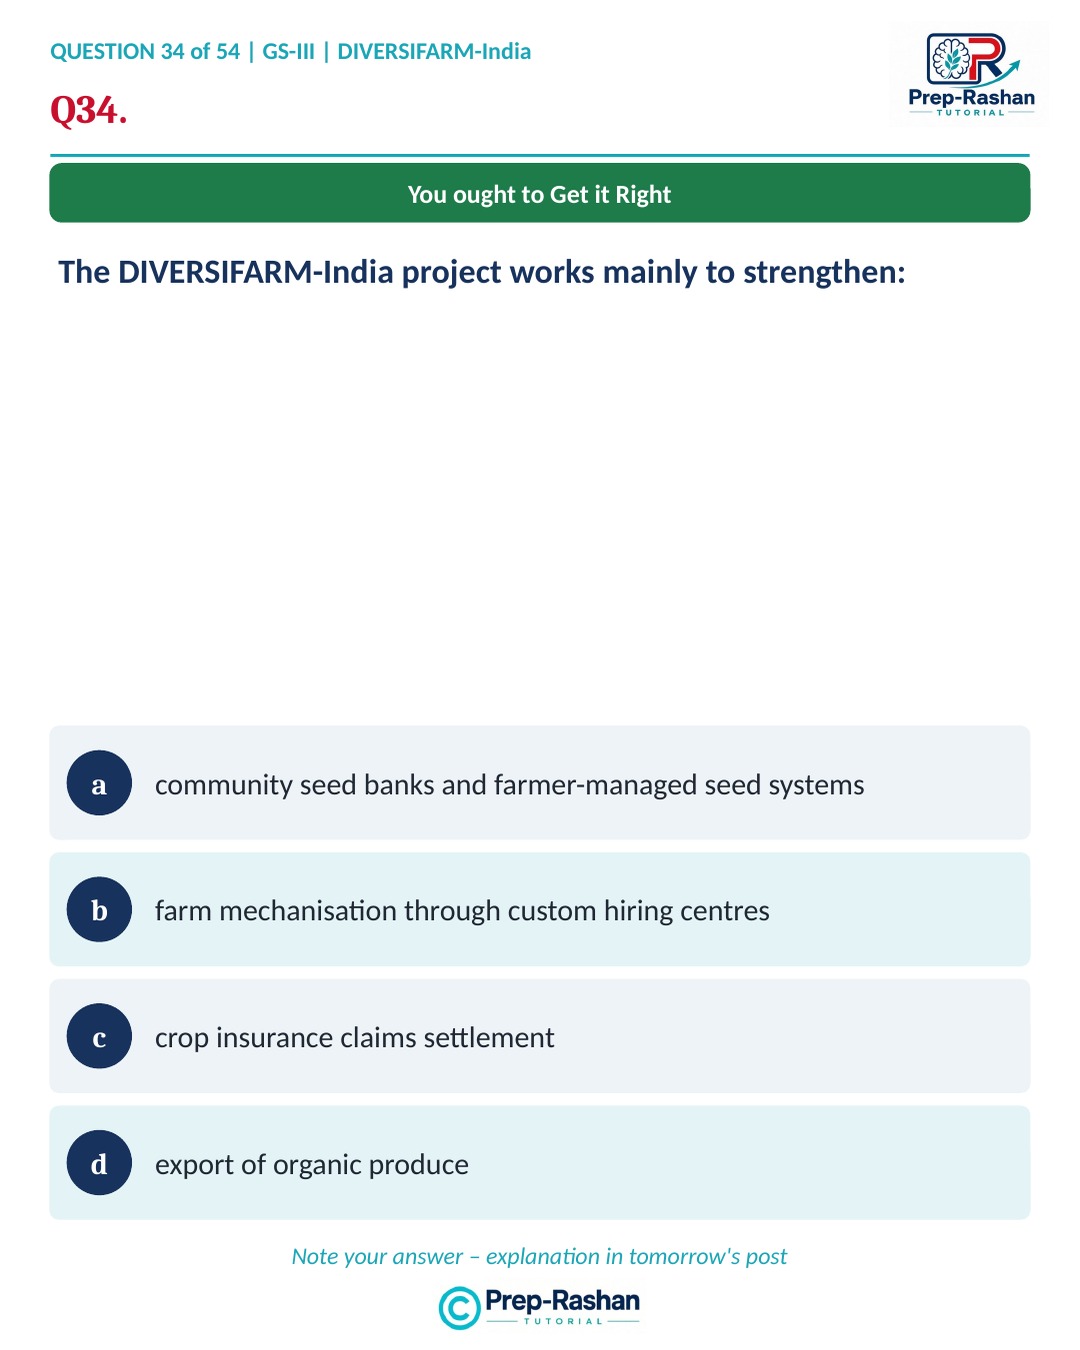 QUESTION 34 of 54 | GS-III | DIVERSIFARM-India
Prep-Rashan
TUTORIAL
Q34.
You ought to Get it Right
The DIVERSIFARM-India project works mainly to strengthen:
a community seed banks and farmer-managed seed systems
b farm mechanisation through custom hiring centres
c crop insurance claims settlement
d export of organic produce
Note your answer – explanation in tomorrow's post
© Prep-Rashan
TUTORIAL